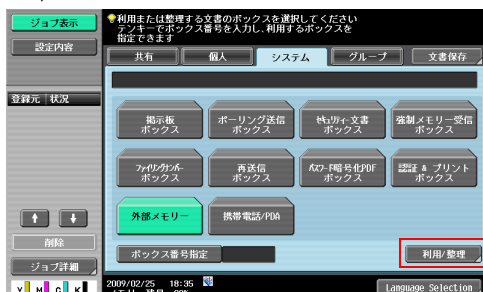 ジョブ表示
設定内容
利用または整理する文書のボックスを選択してください
テンキーでボックス番号を入力し、利用するボックスを
指定できます
共有 個人 システム グループ 文書保存
登録元 状況
掲示板
ボックス
ポーリング送信
ボックス
セキュリティー文書
ボックス
強制メモリー受信
ボックス
ファイリングナンバー
ボックス
再送信
ボックス
パスワード暗号化PDF
ボックス
認証 & プリント
ボックス
外部メモリー
携帯電話/PDA
削除
ジョブ詳細
ボックス番号指定
利用/整理
Y M C K
2009/02/25 18:35
Language Selection